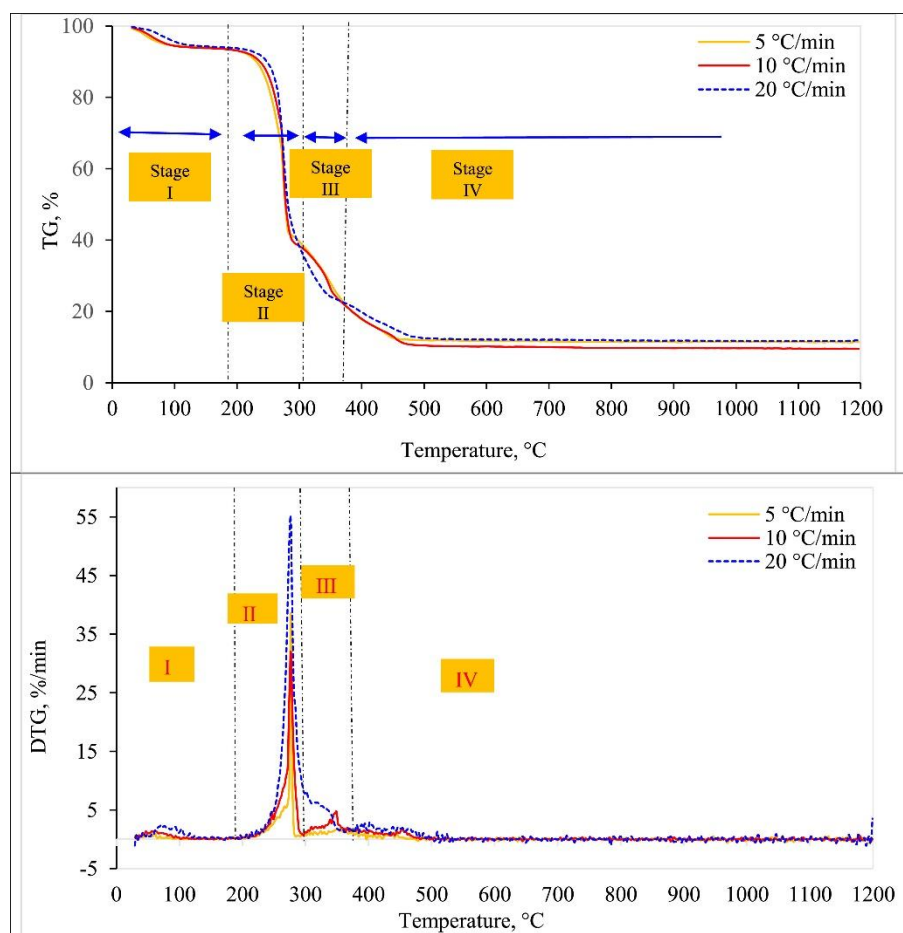 100
80
60
40
20
0
TG, %
5 °C/min
10 °C/min
20 °C/min
Stage
I
Stage
II
Stage
III
Stage
IV
0 100 200 300 400 500 600 700 800 900 1000 1100 1200
Temperature, °C
55
45
35
25
15
5
-5
DTG, %/min
5 °C/min
10 °C/min
20 °C/min
I
II
III
IV
0 100 200 300 400 500 600 700 800 900 1000 1100 1200
Temperature, °C